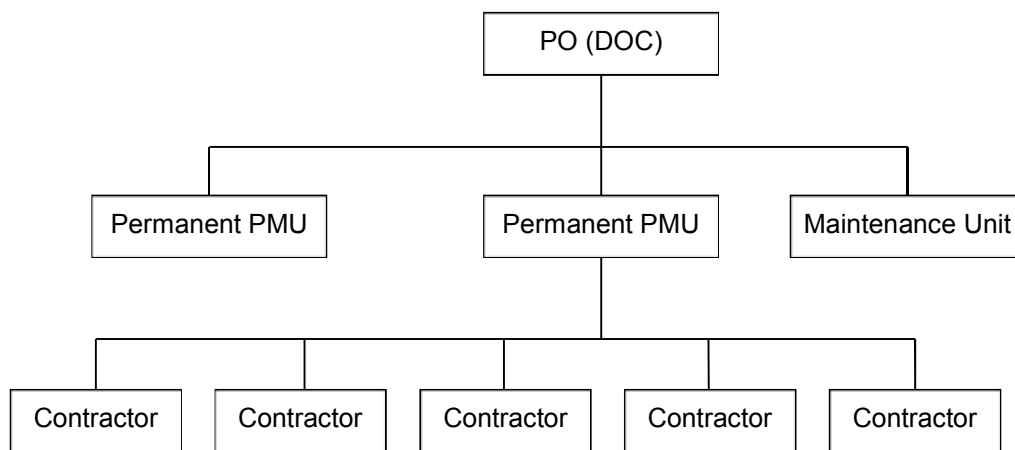 PO (DOC)
Permanent PMU
Permanent PMU
Maintenance Unit
Contractor
Contractor
Contractor
Contractor
Contractor